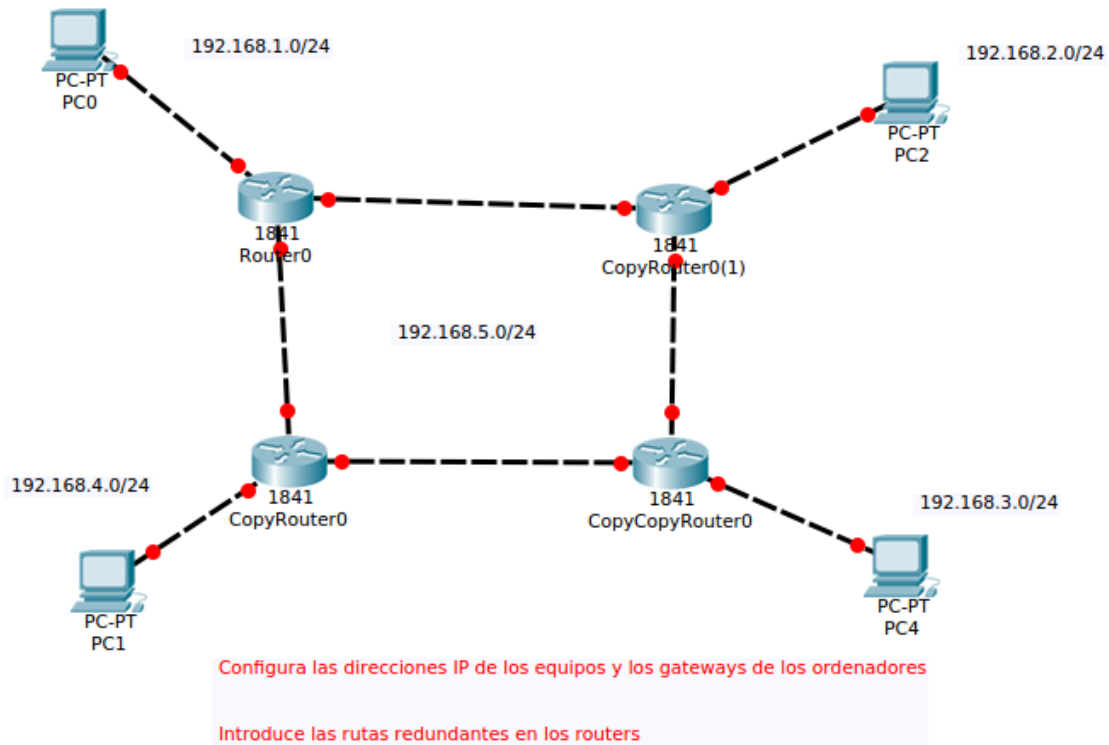 192.168.1.0/24
192.168.2.0/24
PC-PT
PC0
PC-PT
PC2
1841
Router0
1841
CopyRouter0(1)
192.168.5.0/24
192.168.4.0/24
1841
CopyRouter0
1841
CopyCopyRouter0
192.168.3.0/24
PC-PT
PC1
PC-PT
PC4
Configura las direcciones IP de los equipos y los gateways de los ordenadores
Introduce las rutas redundantes en los routers